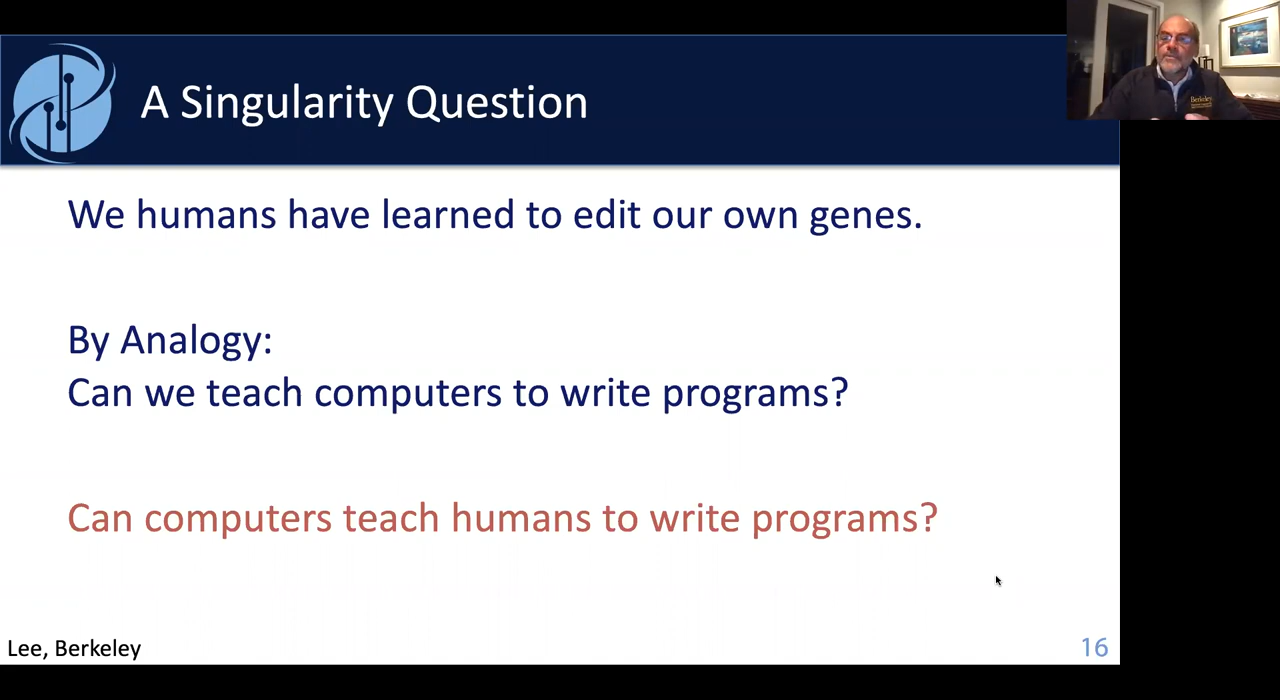 A Singularity Question
We humans have learned to edit our own genes.
By Analogy:
Can we teach computers to write programs?
Can computers teach humans to write programs?
Lee, Berkeley
16
Berkeley